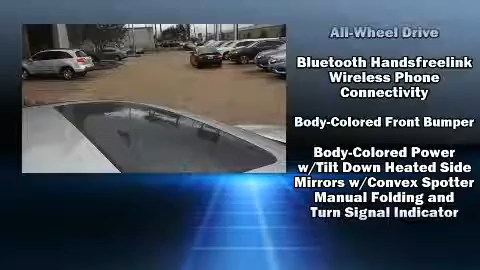 All-Wheel Drive
Bluetooth Handsfreelink
Wireless Phone
Connectivity
Body-Colored Front Bumper
Body-Colored Power
w/Tilt Down Heated Side
Mirrors w/Convex Spotter
Manual Folding and
Turn Signal Indicator